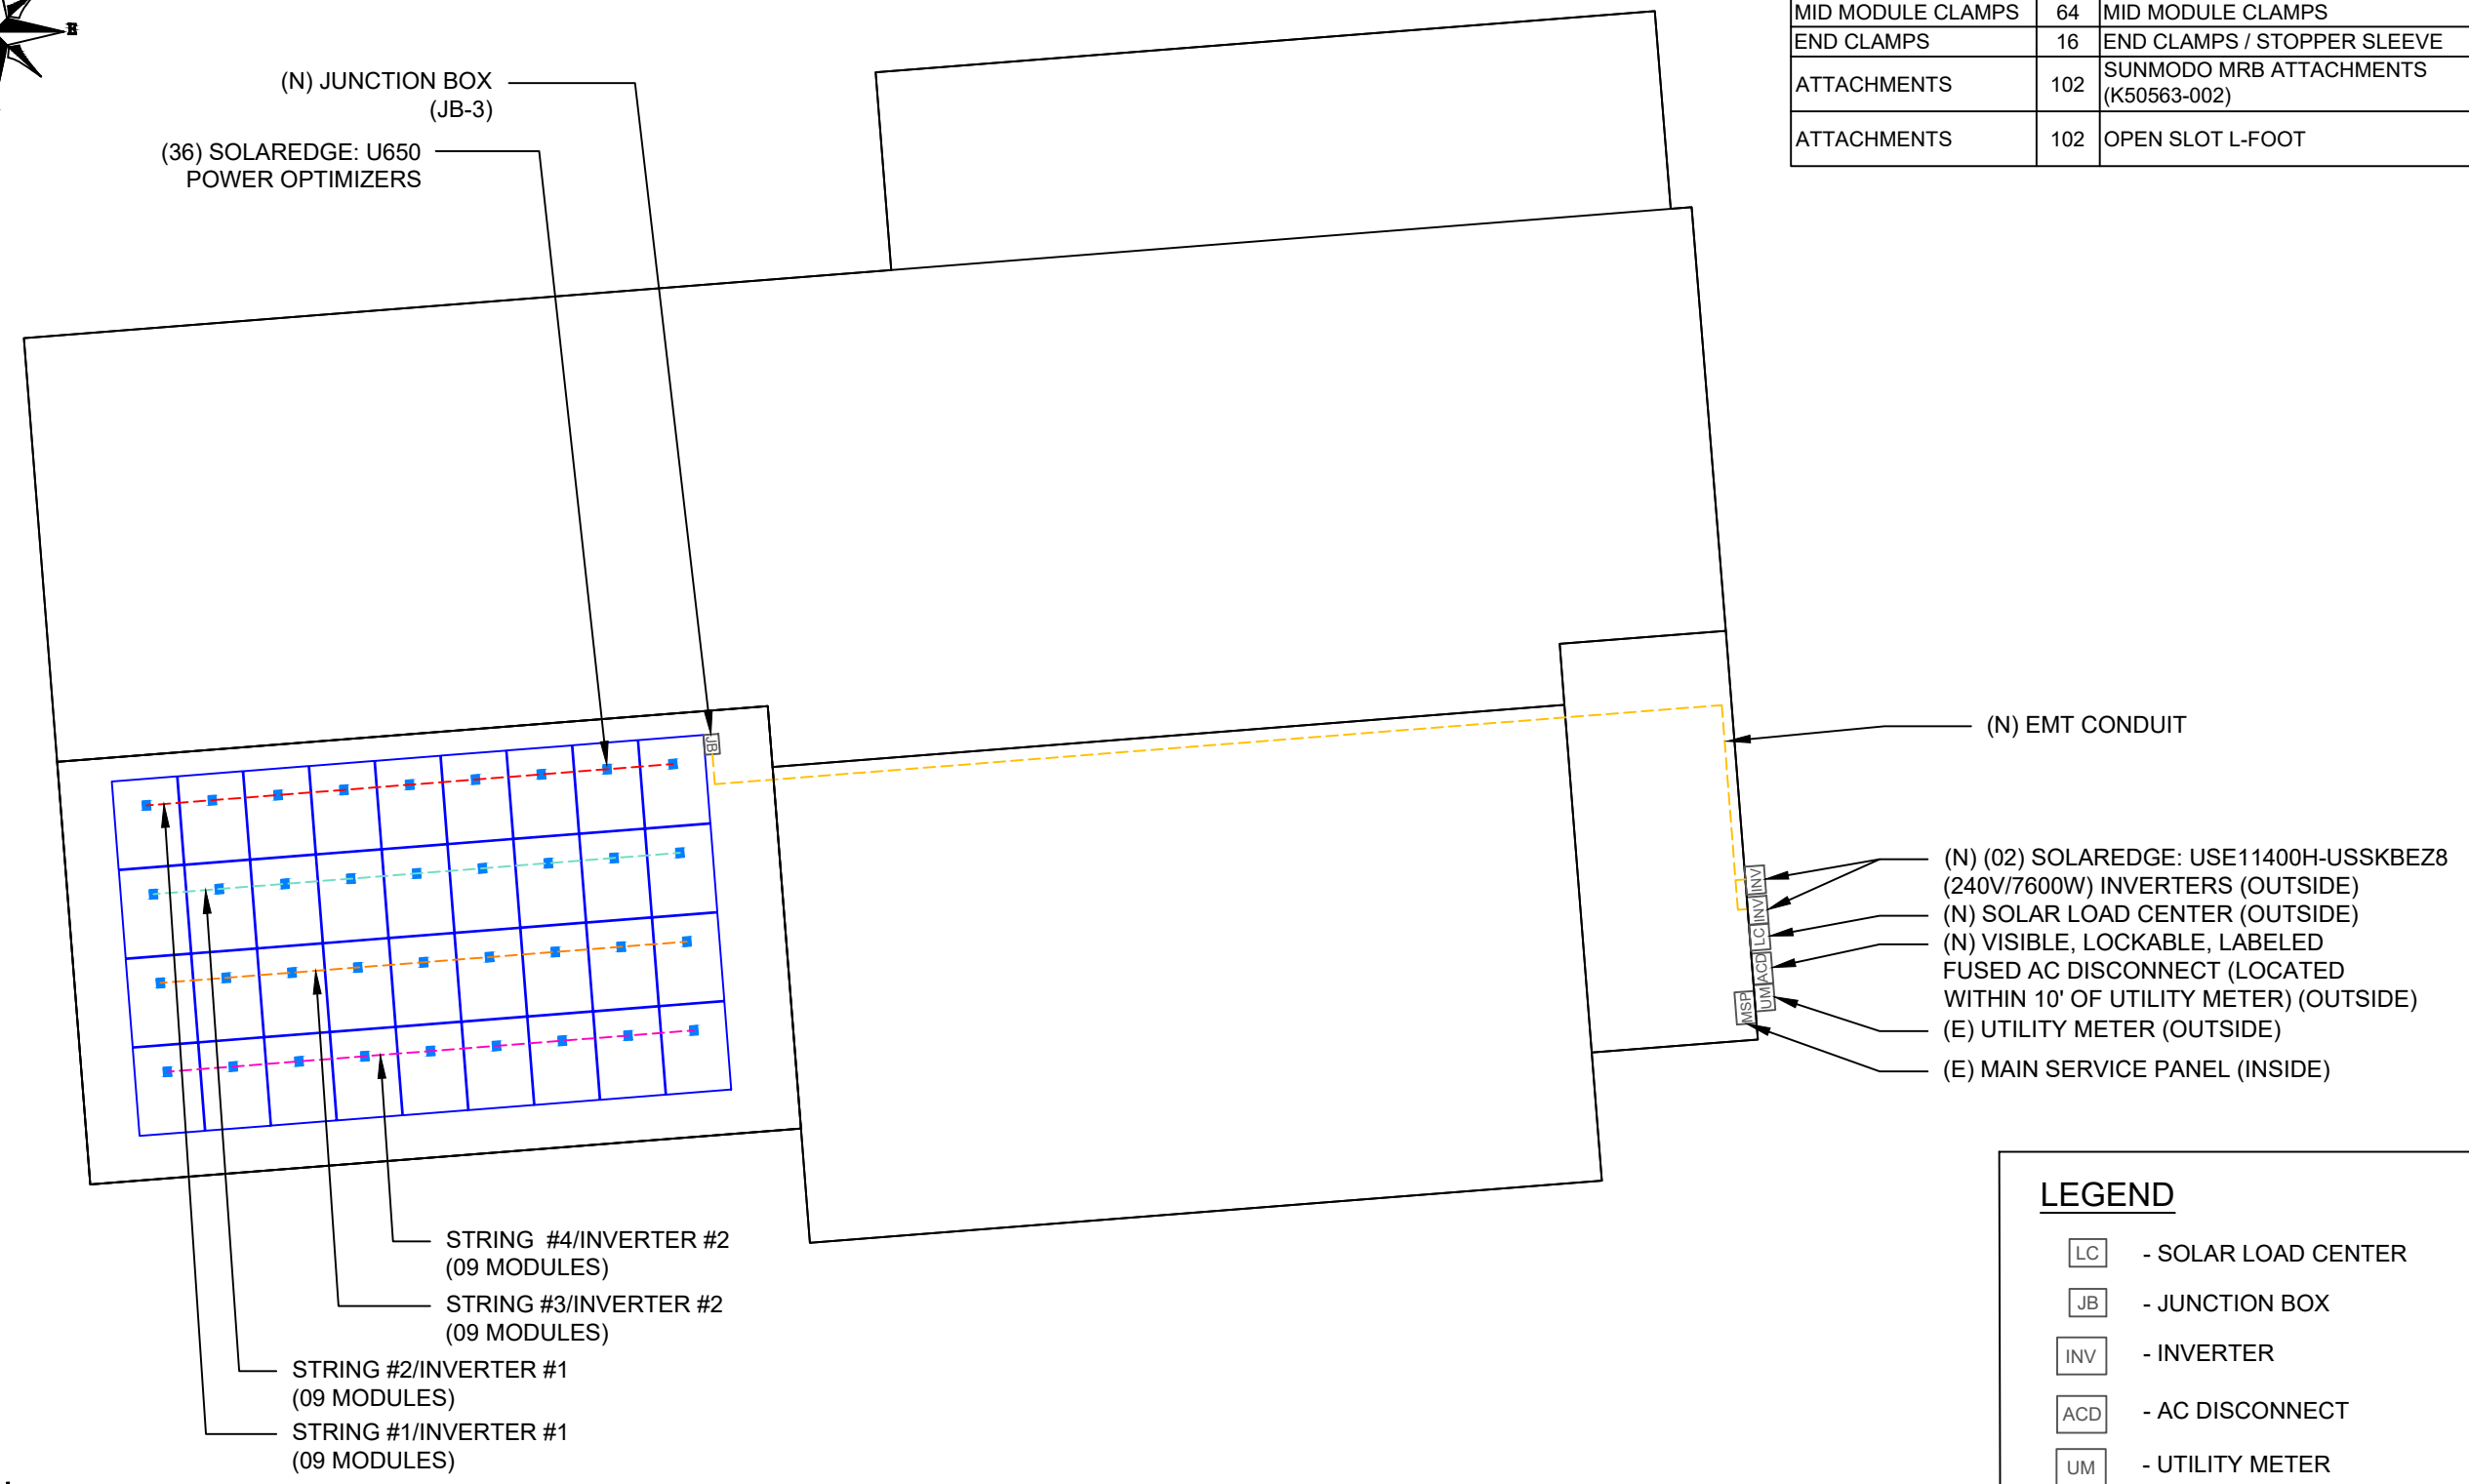 MID MODULE CLAMPS 64 MID MODULE CLAMPS
END CLAMPS 16 END CLAMPS / STOPPER SLEEVE
ATTACHMENTS 102 SUNMODO MRB ATTACHMENTS
(K50563-002)
ATTACHMENTS 102 OPEN SLOT L-FOOT
(N) JUNCTION BOX
(JB-3)
(36) SOLAREDGE: U650
POWER OPTIMIZERS
JB
(N) EMT CONDUIT
INV
INV
LC
ACD
UM
MSP
(N) (02) SOLAREDGE: USE11400H-USSKBEZ8
(240V/7600W) INVERTERS (OUTSIDE)
(N) SOLAR LOAD CENTER (OUTSIDE)
(N) VISIBLE, LOCKABLE, LABELED
FUSED AC DISCONNECT (LOCATED
WITHIN 10' OF UTILITY METER) (OUTSIDE)
(E) UTILITY METER (OUTSIDE)
(E) MAIN SERVICE PANEL (INSIDE)
STRING #4/INVERTER #2
(09 MODULES)
STRING #3/INVERTER #2
(09 MODULES)
STRING #2/INVERTER #1
(09 MODULES)
STRING #1/INVERTER #1
(09 MODULES)
LEGEND
LC - SOLAR LOAD CENTER
JB - JUNCTION BOX
INV - INVERTER
ACD - AC DISCONNECT
UM - UTILITY METER